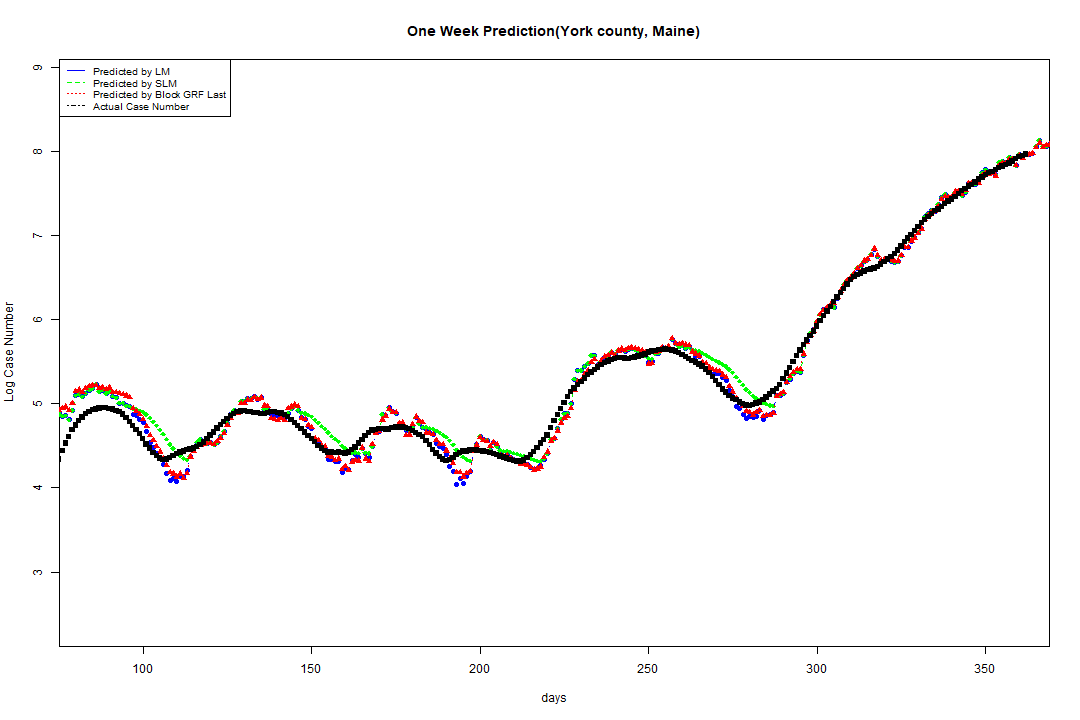 One Week Prediction(York county, Maine)
Predicted by LM
Predicted by SLM
Predicted by Block GRF Last
Actual Case Number
9
8
7
6
5
4
3
Log Case Number
100 150 200 250 300 350
days